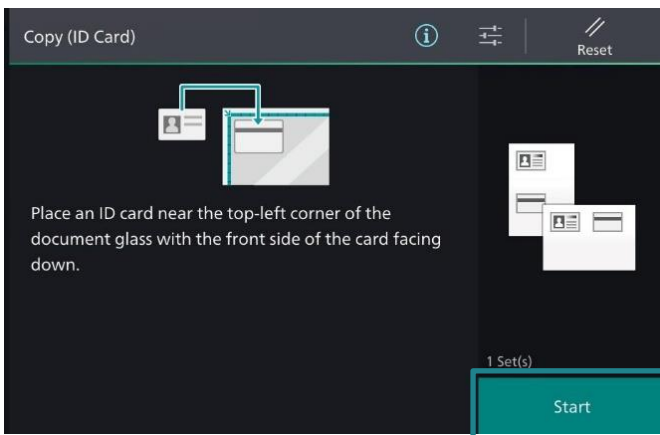 Copy (ID Card)
Reset
Place an ID card near the top-left corner of the
document glass with the front side of the card facing
down.
1 Set(s)
Start